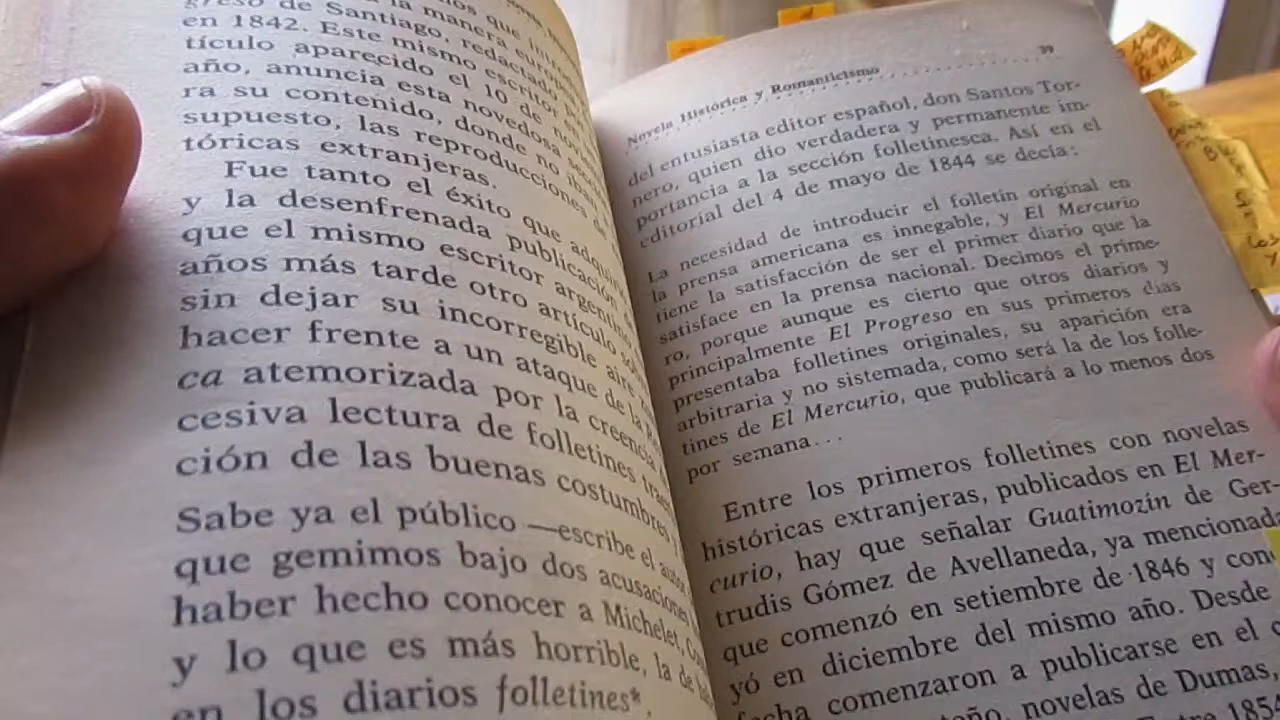 la manera
greso de Santiago, redactado
en 1842. Este mismo escritor
tículo aparecido el 10 de
año, anuncia esta novedosa
ra su contenido, donde no
supuesto, las reproducciones
tóricas extranjeras.
Fue tanto el éxito que
y la desenfrenada publicación
que el mismo escritor argentino
años más tarde otro artículo
sin dejar su incorregible aire
hacer frente a un ataque de la
ca atemorizada por la creencia
cesiva lectura de folletines
ción de las buenas costumbres
Sabe ya el público —escribe el
que gemimos bajo dos acusaciones
haber hecho conocer a Michelet,
y lo que es más horrible, la de
en los diarios folletines*.
39
Novela Histórica y Romanticismo
del entusiasta editor español, don Santos Tor-
nero, quien dio verdadera y permanente im-
portancia a la sección folletinesca. Así en el
editorial del 4 de mayo de 1844 se decía:
La necesidad de introducir el folletín original en
la prensa americana es innegable, y El Mercurio
tiene la satisfacción de ser el primer diario que la
satisface en la prensa nacional. Decimos el prime-
ro, porque aunque es cierto que otros diarios y
principalmente El Progreso en sus primeros días
presentaba folletines originales, su aparición era
arbitraria y no sistemada, como será la de los folle-
tines de El Mercurio, que publicará a lo menos dos
por semana...
Entre los primeros folletines con novelas
históricas extranjeras, publicados en El Mer-
curio, hay que señalar Guatimozín de Ger-
trudis Gómez de Avellaneda, ya mencionado
que comenzó en setiembre de 1846 y
yó en diciembre del mismo año. Desde
fecha comenzaron a publicarse en el
novelas de Dumas,
1854